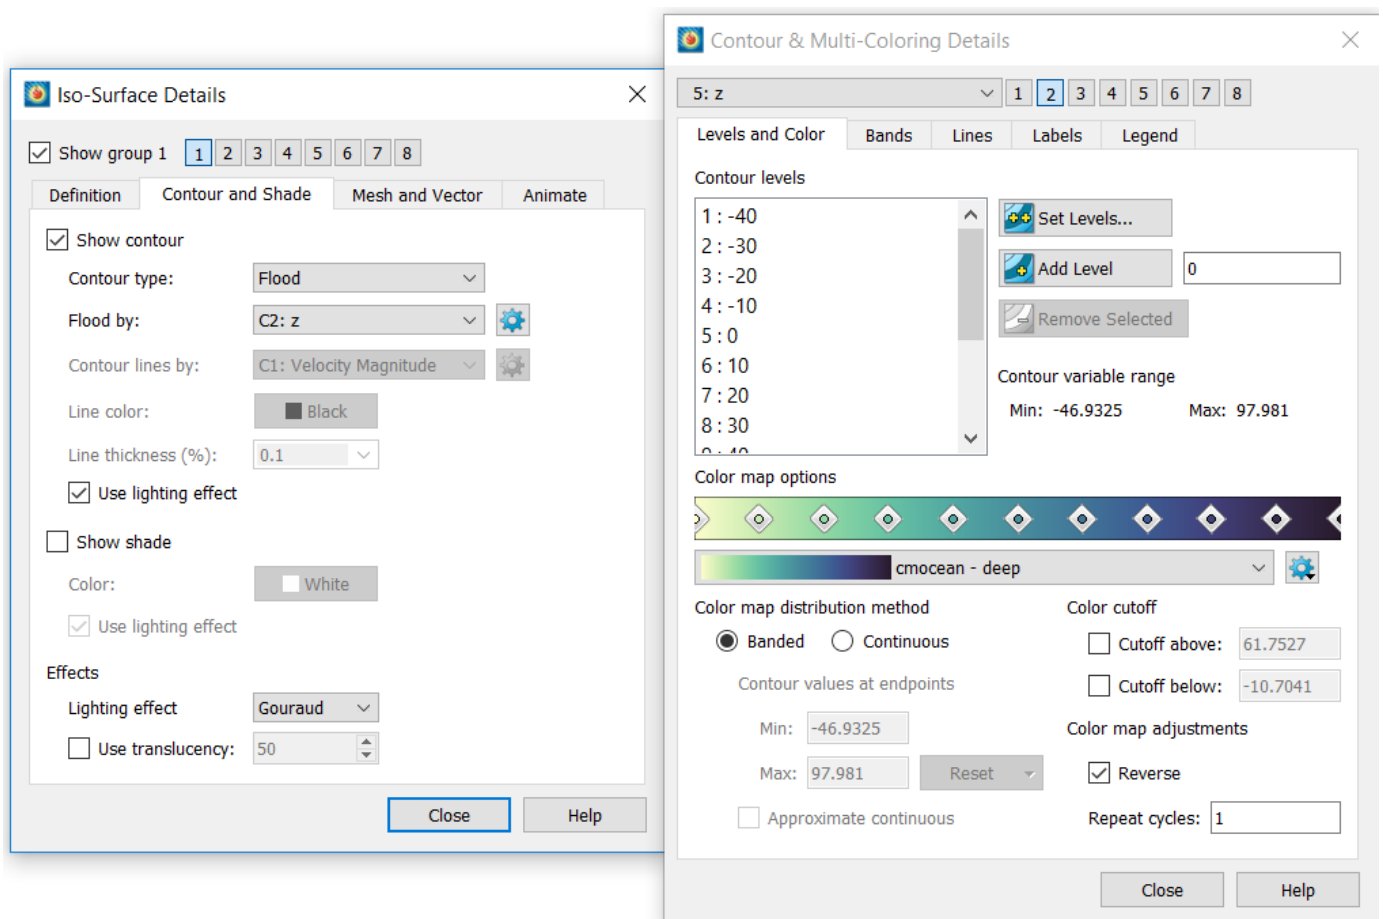 Iso-Surface Details
Show group 1 1 2 3 4 5 6 7 8
Definition Contour and Shade Mesh and Vector Animate
Show contour
Contour type: Flood
Flood by: C2: z
Contour lines by: C1: Velocity Magnitude
Line color: Black
Line thickness (%): 0.1
Use lighting effect
Show shade
Color: White
Use lighting effect
Effects
Lighting effect Gouraud
Use translucency: 50
Close Help
Contour & Multi-Coloring Details
5: z 1 2 3 4 5 6 7 8
Levels and Color Bands Lines Labels Legend
Contour levels
1 : -40
2 : -30
3 : -20
4 : -10
5 : 0
6 : 10
7 : 20
8 : 30
9 : 40
Set Levels...
Add Level 0
Remove Selected
Contour variable range
Min: -46.9325 Max: 97.981
Color map options
cmocean - deep
Color map distribution method
Banded Continuous
Contour values at endpoints
Min: -46.9325
Max: 97.981 Reset
Approximate continuous
Color cutoff
Cutoff above: 61.7527
Cutoff below: -10.7041
Color map adjustments
Reverse
Repeat cycles: 1
Close Help